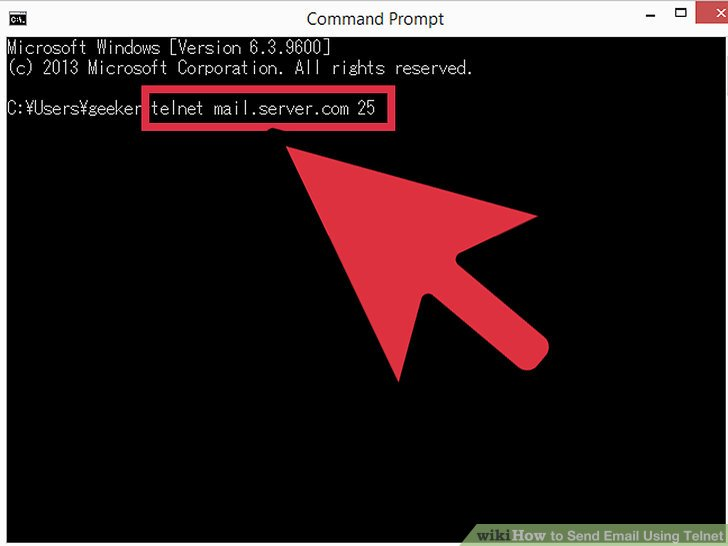 Command Prompt
Microsoft Windows [Version 6.3.9600]
(c) 2013 Microsoft Corporation. All rights reserved.
C:¥Users¥geeker telnet mail.server.com 25
wikiHow to Send Email Using Telnet